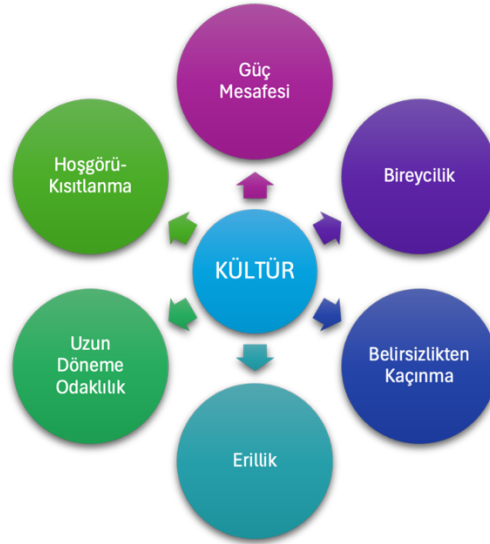 Güç
Mesafesi
Hoşgörü-
Kısıtlanma
Bireycilik
KÜLTÜR
Uzun
Döneme
Odaklılık
Belirsizlikten
Kaçınma
Erillik